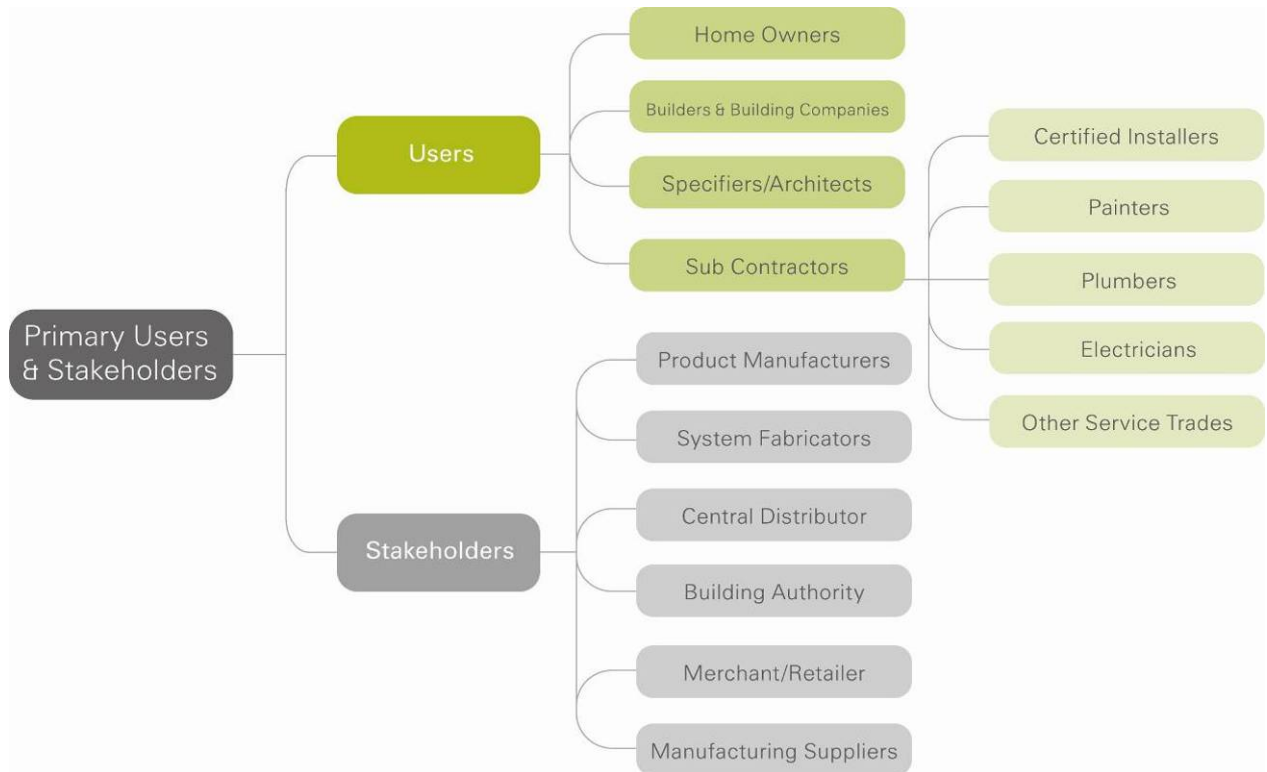 Primary Users
& Stakeholders
Users
Home Owners
Builders & Building Companies
Specifiers/Architects
Sub Contractors
Certified Installers
Painters
Plumbers
Electricians
Other Service Trades
Stakeholders
Product Manufacturers
System Fabricators
Central Distributor
Building Authority
Merchant/Retailer
Manufacturing Suppliers